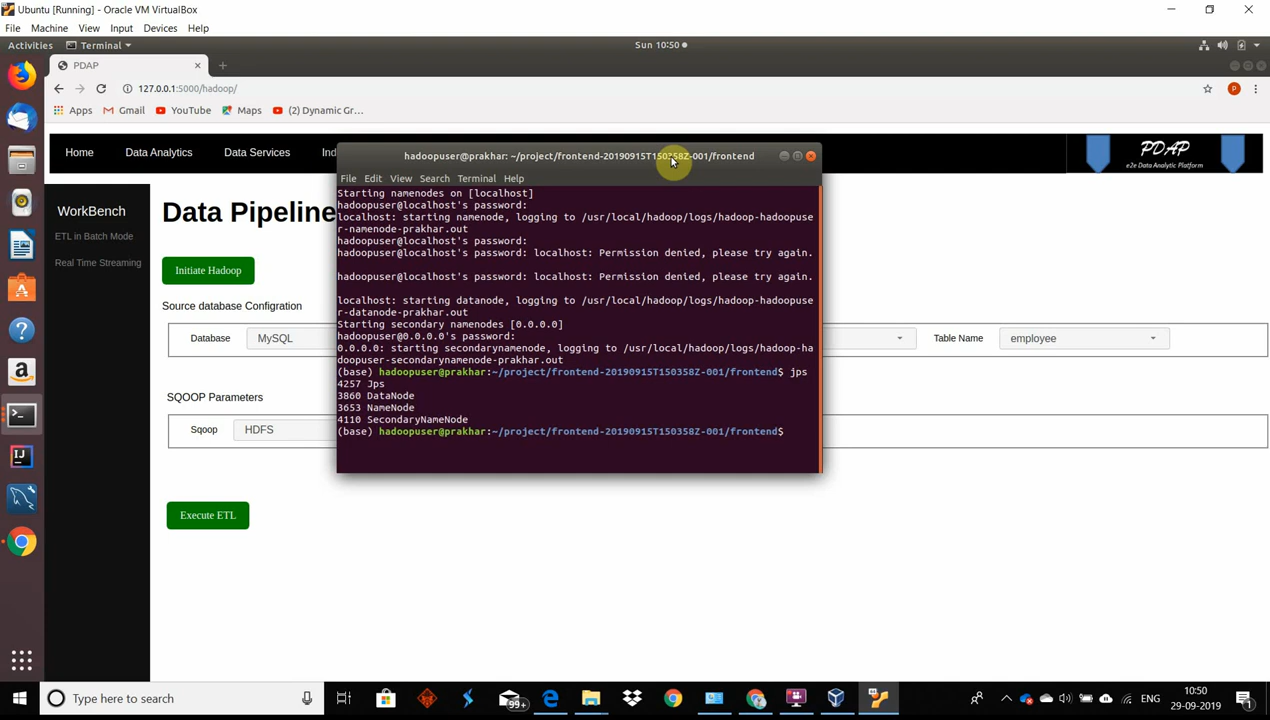 Ubuntu [Running] - Oracle VM VirtualBox
File Machine View Input Devices Help
Activities Terminal Sun 10:50
PDAP
127.0.0.1:5000/hadoop/
Apps Gmail YouTube Maps (2) Dynamic Gr...
Home Data Analytics Data Services Ind
PDAP
e2e Data Analytic Platform
WorkBench
ETL in Batch Mode
Real Time Streaming
Data Pipeline
Initiate Hadoop
Source database Configration
Database MySQL Table Name employee
SQOOP Parameters
Sqoop HDFS
Execute ETL
hadoopuser@prakhar: ~/project/frontend-20190915T150358Z-001/frontend
File Edit View Search Terminal Help
Starting namenodes on [localhost]
hadoopuser@localhost's password:
localhost: starting namenode, logging to /usr/local/hadoop/logs/hadoop-hadoopuse
r-namenode-prakhar.out
hadoopuser@localhost's password:
hadoopuser@localhost's password: localhost: Permission denied, please try again.
hadoopuser@localhost's password: localhost: Permission denied, please try again.
localhost: starting datanode, logging to /usr/local/hadoop/logs/hadoop-hadoopuse
r-datanode-prakhar.out
Starting secondary namenodes [0.0.0.0]
hadoopuser@0.0.0.0's password:
0.0.0.0: starting secondarynamenode, logging to /usr/local/hadoop/logs/hadoop-ha
doopuser-secondarynamenode-prakhar.out
(base) hadoopuser@prakhar:~/project/frontend-20190915T150358Z-001/frontend$ jps
4257 Jps
3860 DataNode
3653 NameNode
4110 SecondaryNameNode
(base) hadoopuser@prakhar:~/project/frontend-20190915T150358Z-001/frontend$
Type here to search
99+
ENG
10:50
29-09-2019
1